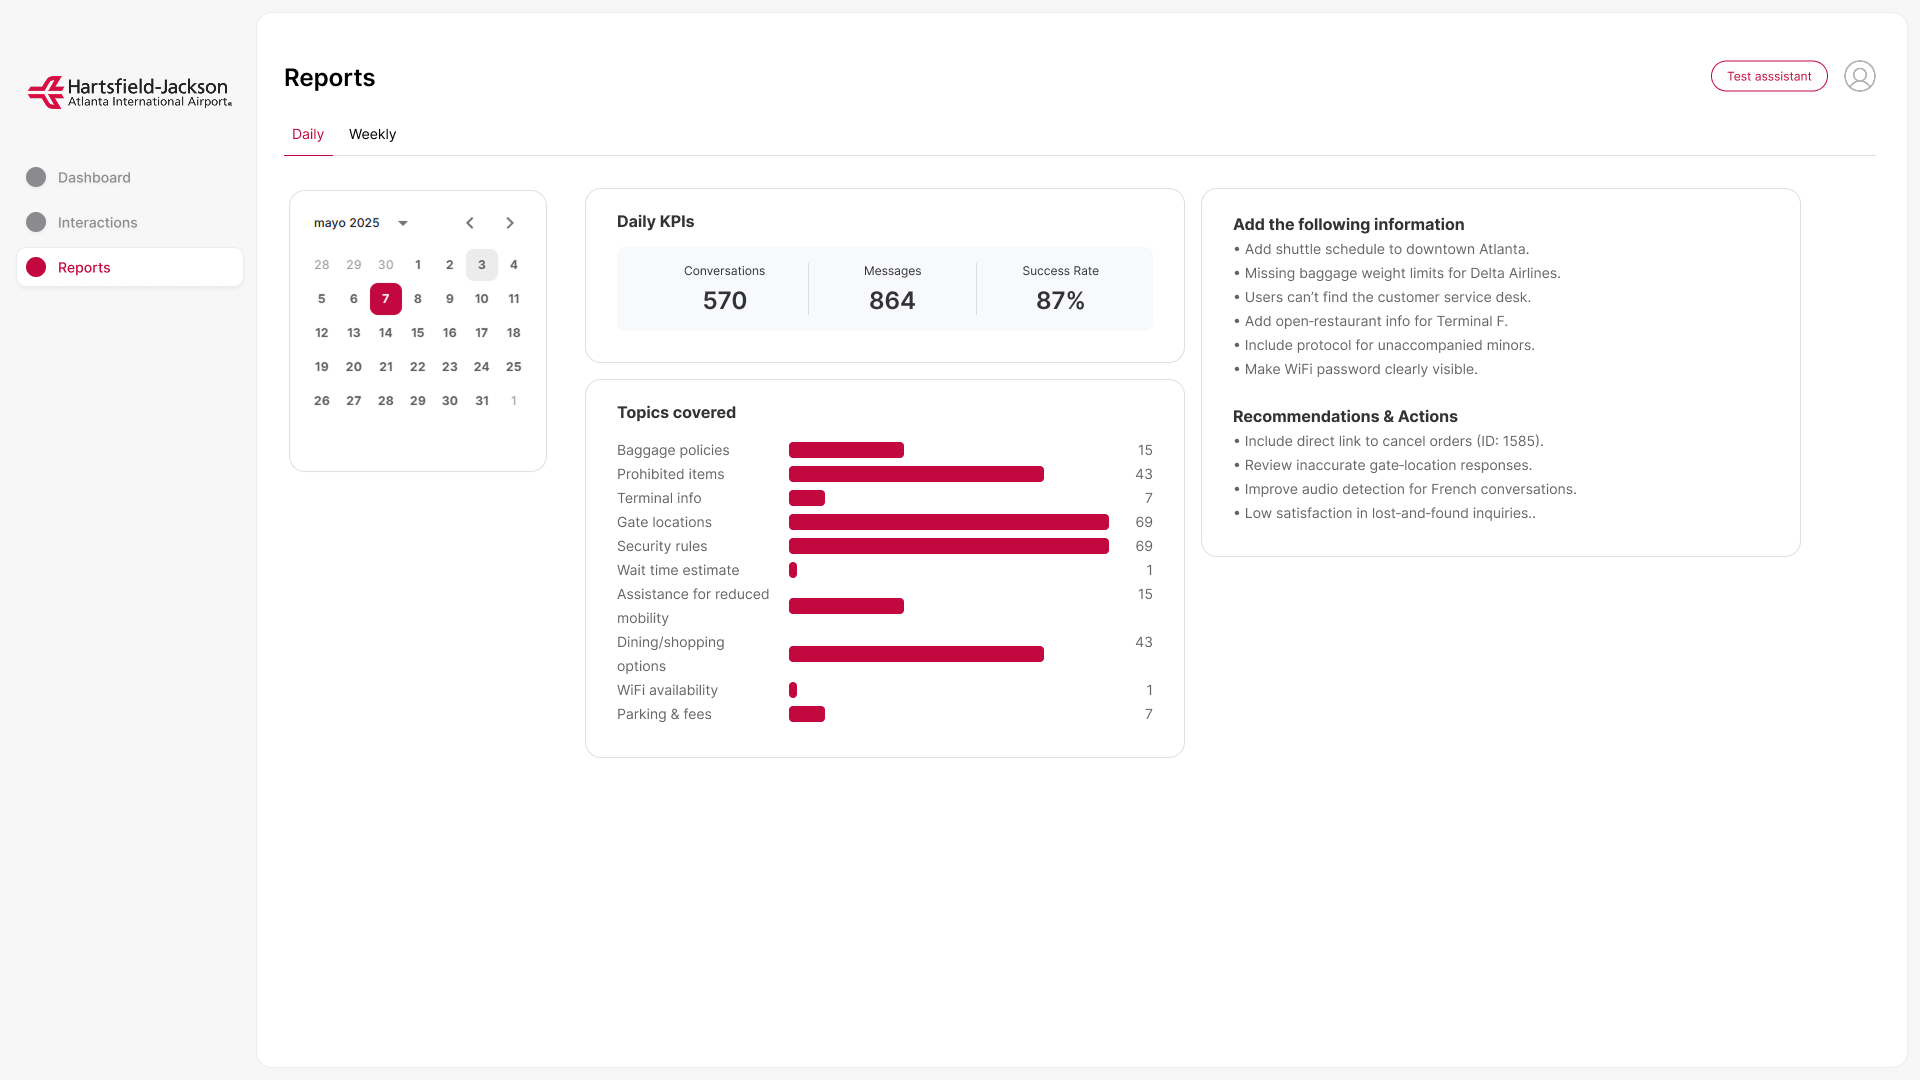 Hartsfield-Jackson
Atlanta International Airport®
Dashboard
Interactions
Reports
Reports
Test asssistant
Daily Weekly
mayo 2025
28 29 30 1 2 3 4
5 6 7 8 9 10 11
12 13 14 15 16 17 18
19 20 21 22 23 24 25
26 27 28 29 30 31 1
Daily KPIs
Conversations Messages Success Rate
570 864 87%
Topics covered
Baggage policies 15
Prohibited items 43
Terminal info 7
Gate locations 69
Security rules 69
Wait time estimate 1
Assistance for reduced 15
mobility
Dining/shopping 43
options
WiFi availability 1
Parking & fees 7
Add the following information
• Add shuttle schedule to downtown Atlanta.
• Missing baggage weight limits for Delta Airlines.
• Users can’t find the customer service desk.
• Add open-restaurant info for Terminal F.
• Include protocol for unaccompanied minors.
• Make WiFi password clearly visible.
Recommendations & Actions
• Include direct link to cancel orders (ID: 1585).
• Review inaccurate gate-location responses.
• Improve audio detection for French conversations.
• Low satisfaction in lost-and-found inquiries..